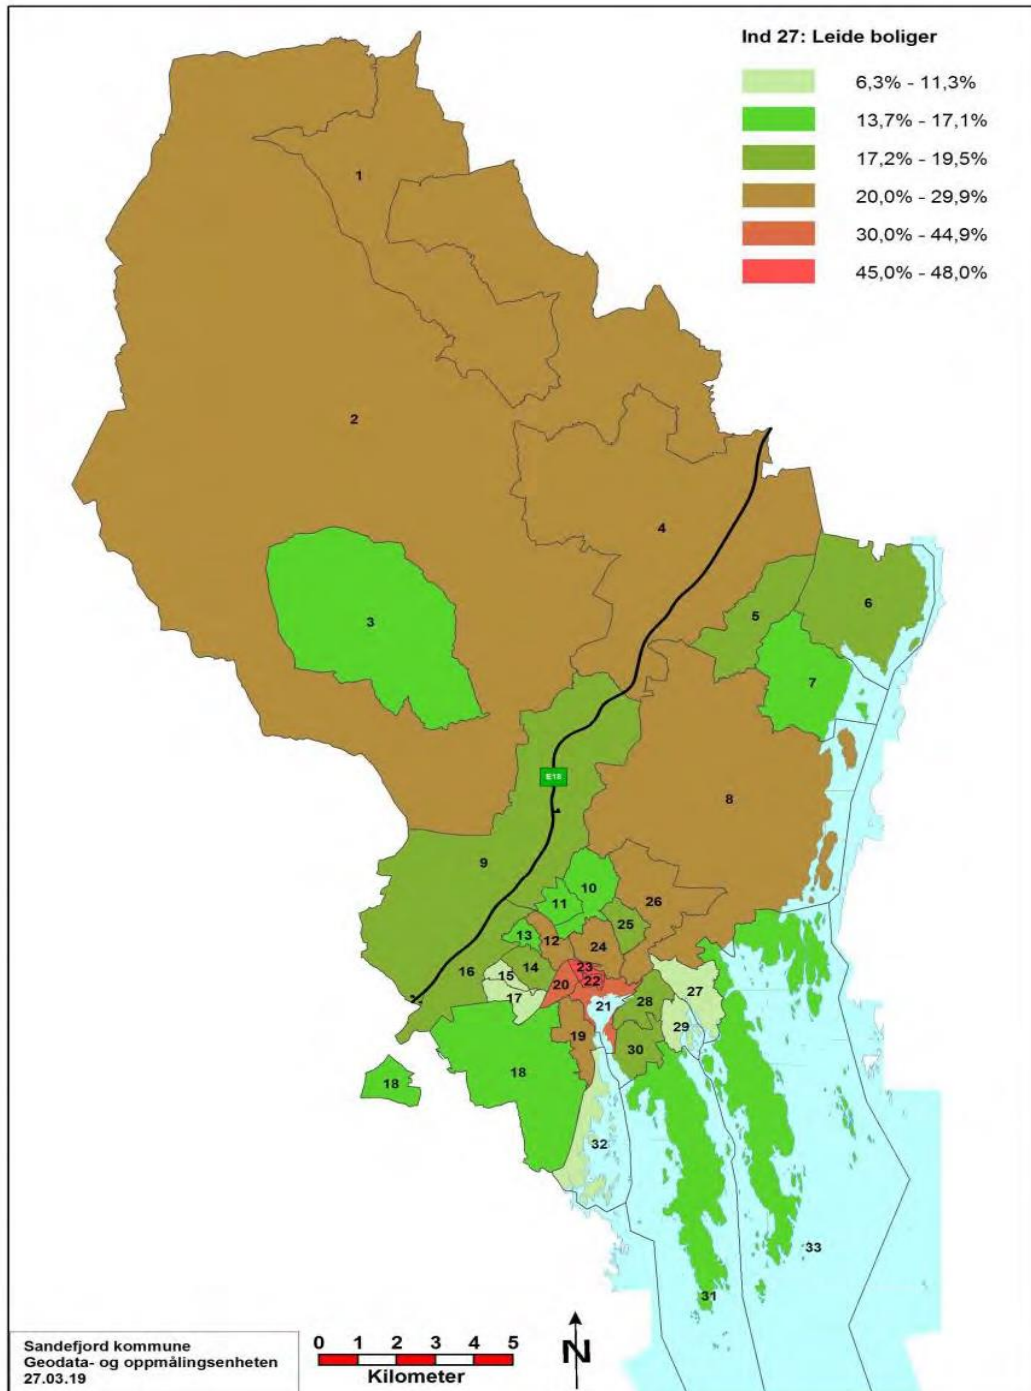 Ind 27: Leide boliger
6,3% - 11,3%
13,7% - 17,1%
17,2% - 19,5%
20,0% - 29,9%
30,0% - 44,9%
45,0% - 48,0%
1
2
4
3
5
6
7
E18
8
9
10
11
26
25
13
12
24
16
14
15
23
20
22
17
27
28
21
29
19
30
18
18
32
33
31
Sandefjord kommune
Geodata- og oppmålingsenheten
27.03.19
0 1 2 3 4 5
Kilometer
N